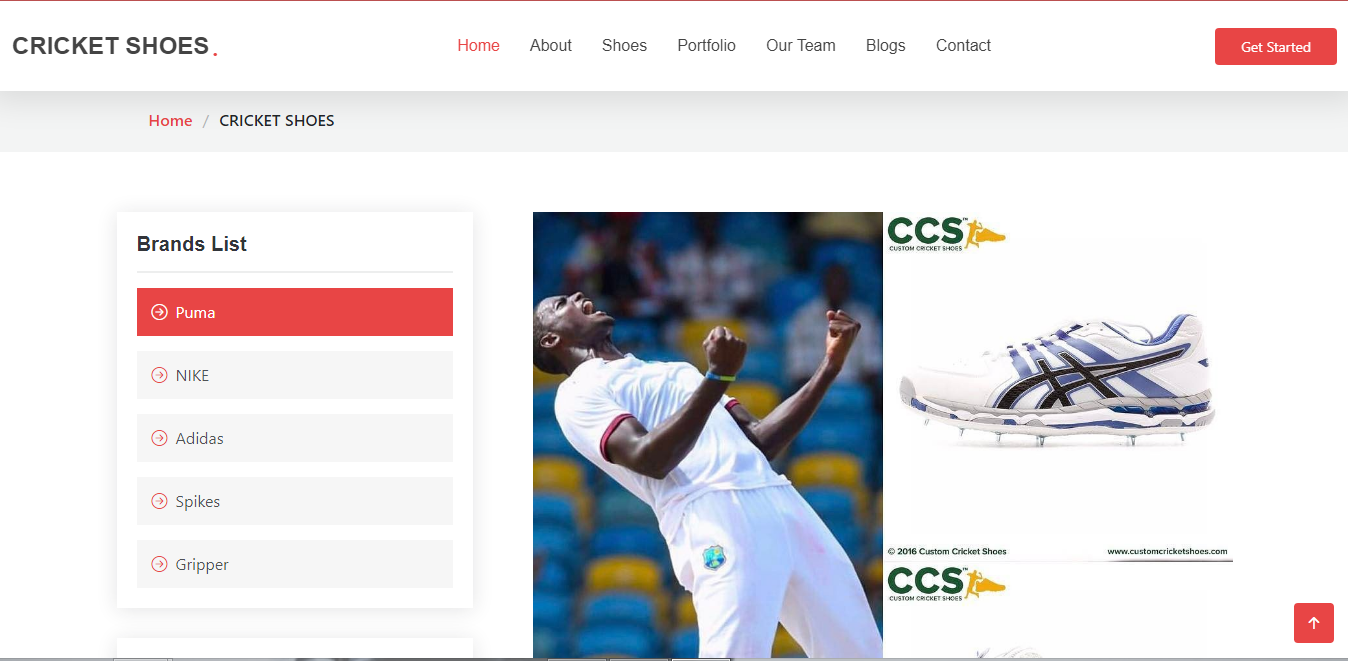 CRICKET SHOES.
Home About Shoes Portfolio Our Team Blogs Contact
Get Started
Home / CRICKET SHOES
Brands List
Puma
NIKE
Adidas
Spikes
Gripper
CCS™
CUSTOM CRICKET SHOES
© 2016 Custom Cricket Shoes www.customcricketshoes.com
CCS™
CUSTOM CRICKET SHOES